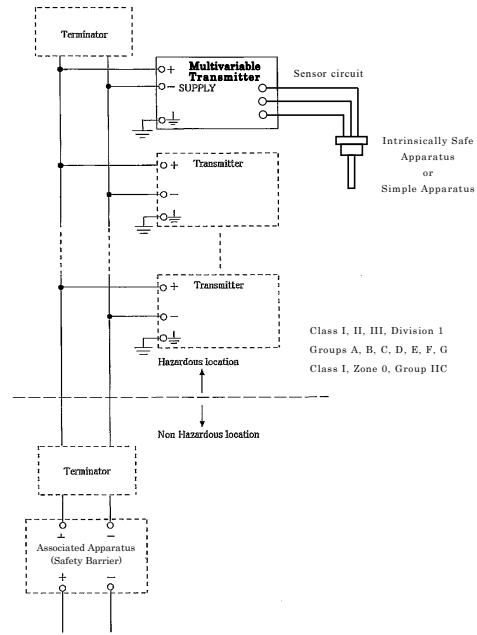 Terminator
Multivariable
Transmitter
+
− SUPPLY
Sensor circuit
Intrinsically Safe
Apparatus
or
Simple Apparatus
+ Transmitter
−
+ Transmitter
−
Class I, II, III, Division 1
Groups A, B, C, D, E, F, G
Class I, Zone 0, Group IIC
Hazardous location
Non Hazardous location
Terminator
+ −
Associated Apparatus
(Safety Barrier)
+ −